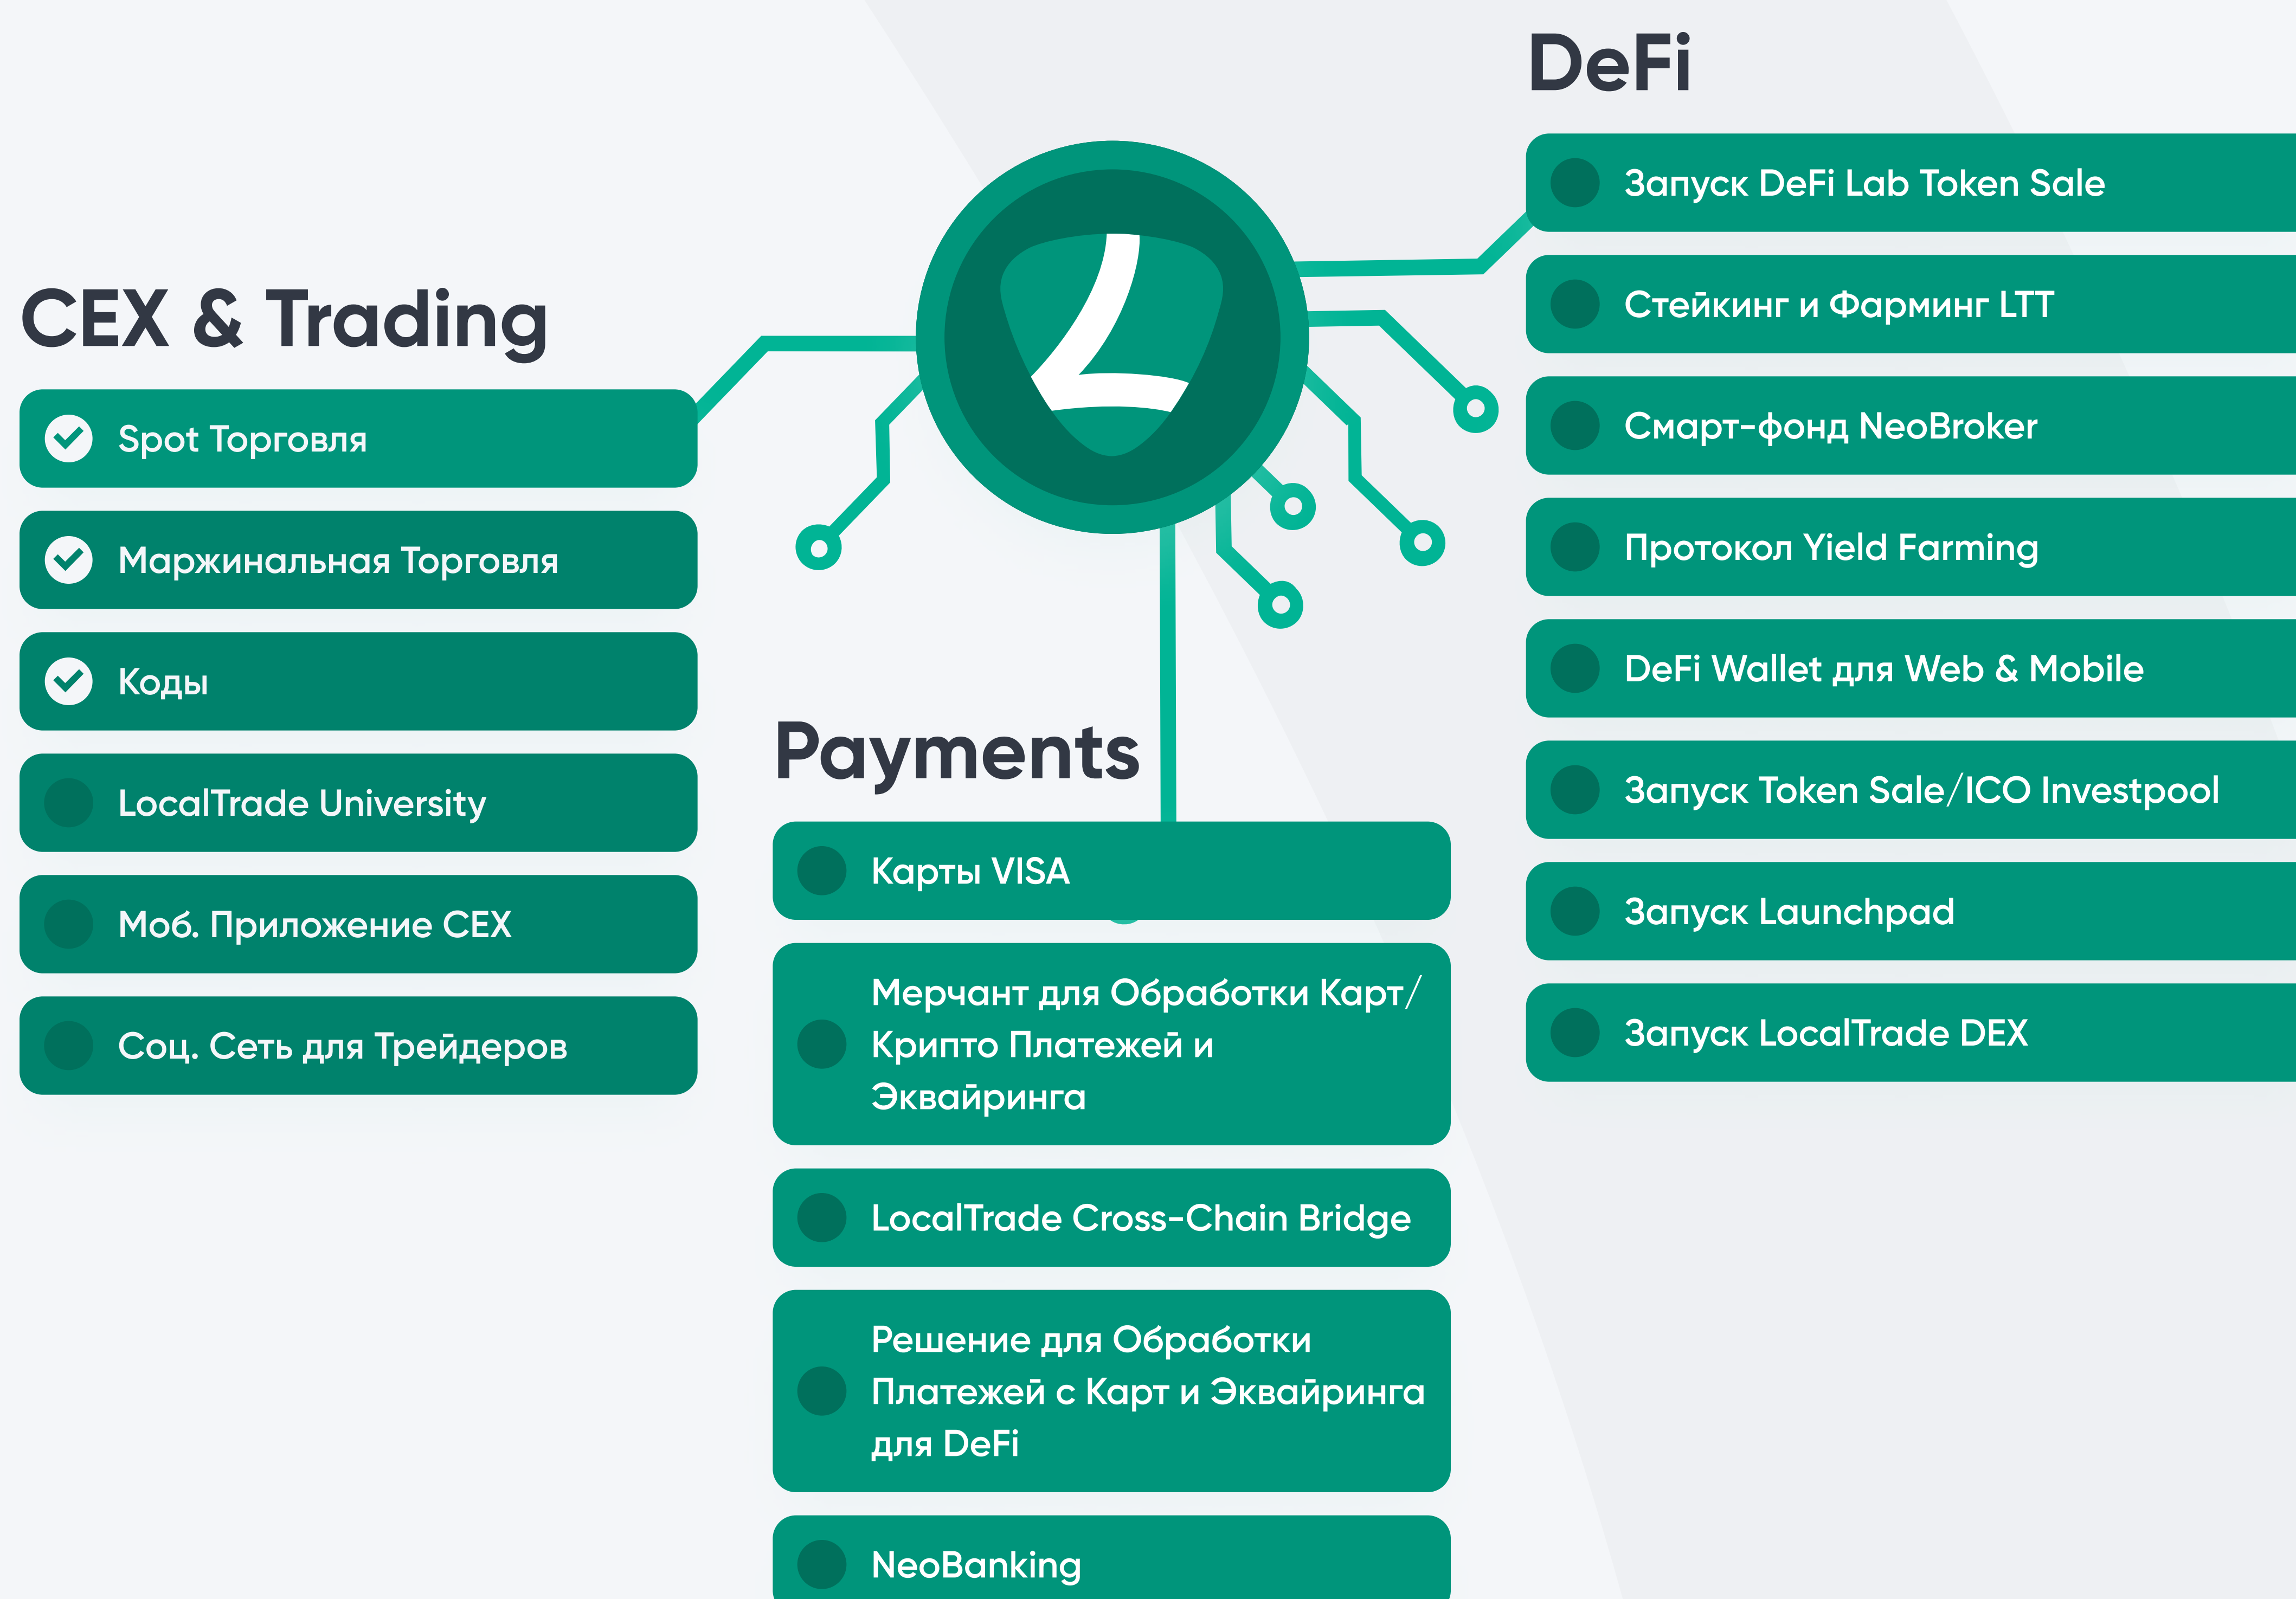 CEX & Trading
Spot Торговля
Маржинальная Торговля
Коды
LocalTrade University
Моб. Приложение CEX
Соц. Сеть для Трейдеров
Payments
Карты VISA
Мерчант для Обработки Карт/
Крипто Платежей и
Эквайринга
LocalTrade Cross-Chain Bridge
Решение для Обработки
Платежей с Карт и Эквайринга
для DeFi
NeoBanking
DeFi
Запуск DeFi Lab Token Sale
Стейкинг и Фарминг LTT
Смарт-фонд NeoBroker
Протокол Yield Farming
DeFi Wallet для Web & Mobile
Запуск Token Sale/ICO Investpool
Запуск Launchpad
Запуск LocalTrade DEX